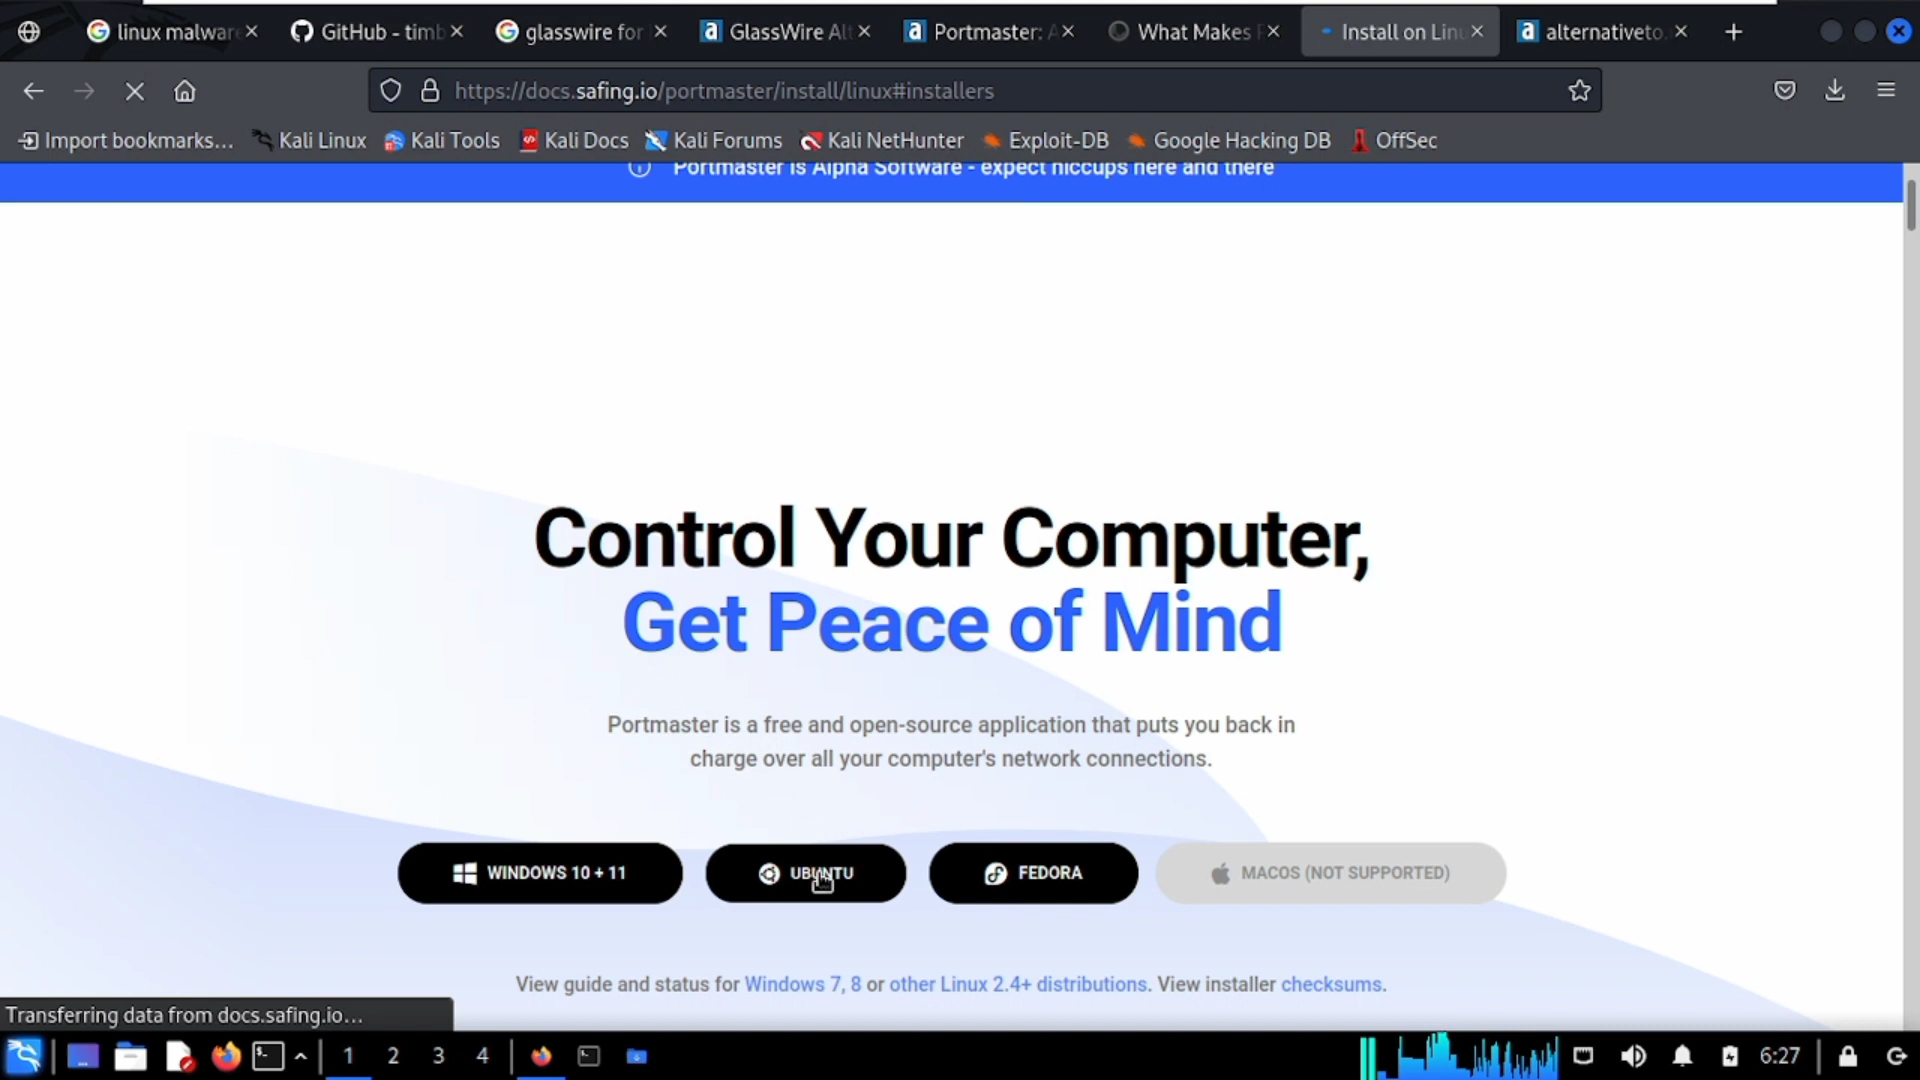 linux malware
GitHub - timb
glasswire for
GlassWire Alt
Portmaster: A
What Makes P
Install on Linu
alternativeto.
https://docs.safing.io/portmaster/install/linux#installers
Import bookmarks...
Kali Linux
Kali Tools
Kali Docs
Kali Forums
Kali NetHunter
Exploit-DB
Google Hacking DB
OffSec
Portmaster is Alpha Software - expect hiccups here and there
Control Your Computer,
Get Peace of Mind
Portmaster is a free and open-source application that puts you back in
charge over all your computer's network connections.
WINDOWS 10 + 11
UBUNTU
FEDORA
MACOS (NOT SUPPORTED)
View guide and status for Windows 7, 8 or other Linux 2.4+ distributions. View installer checksums.
Transferring data from docs.safing.io...
1 2 3 4
6:27